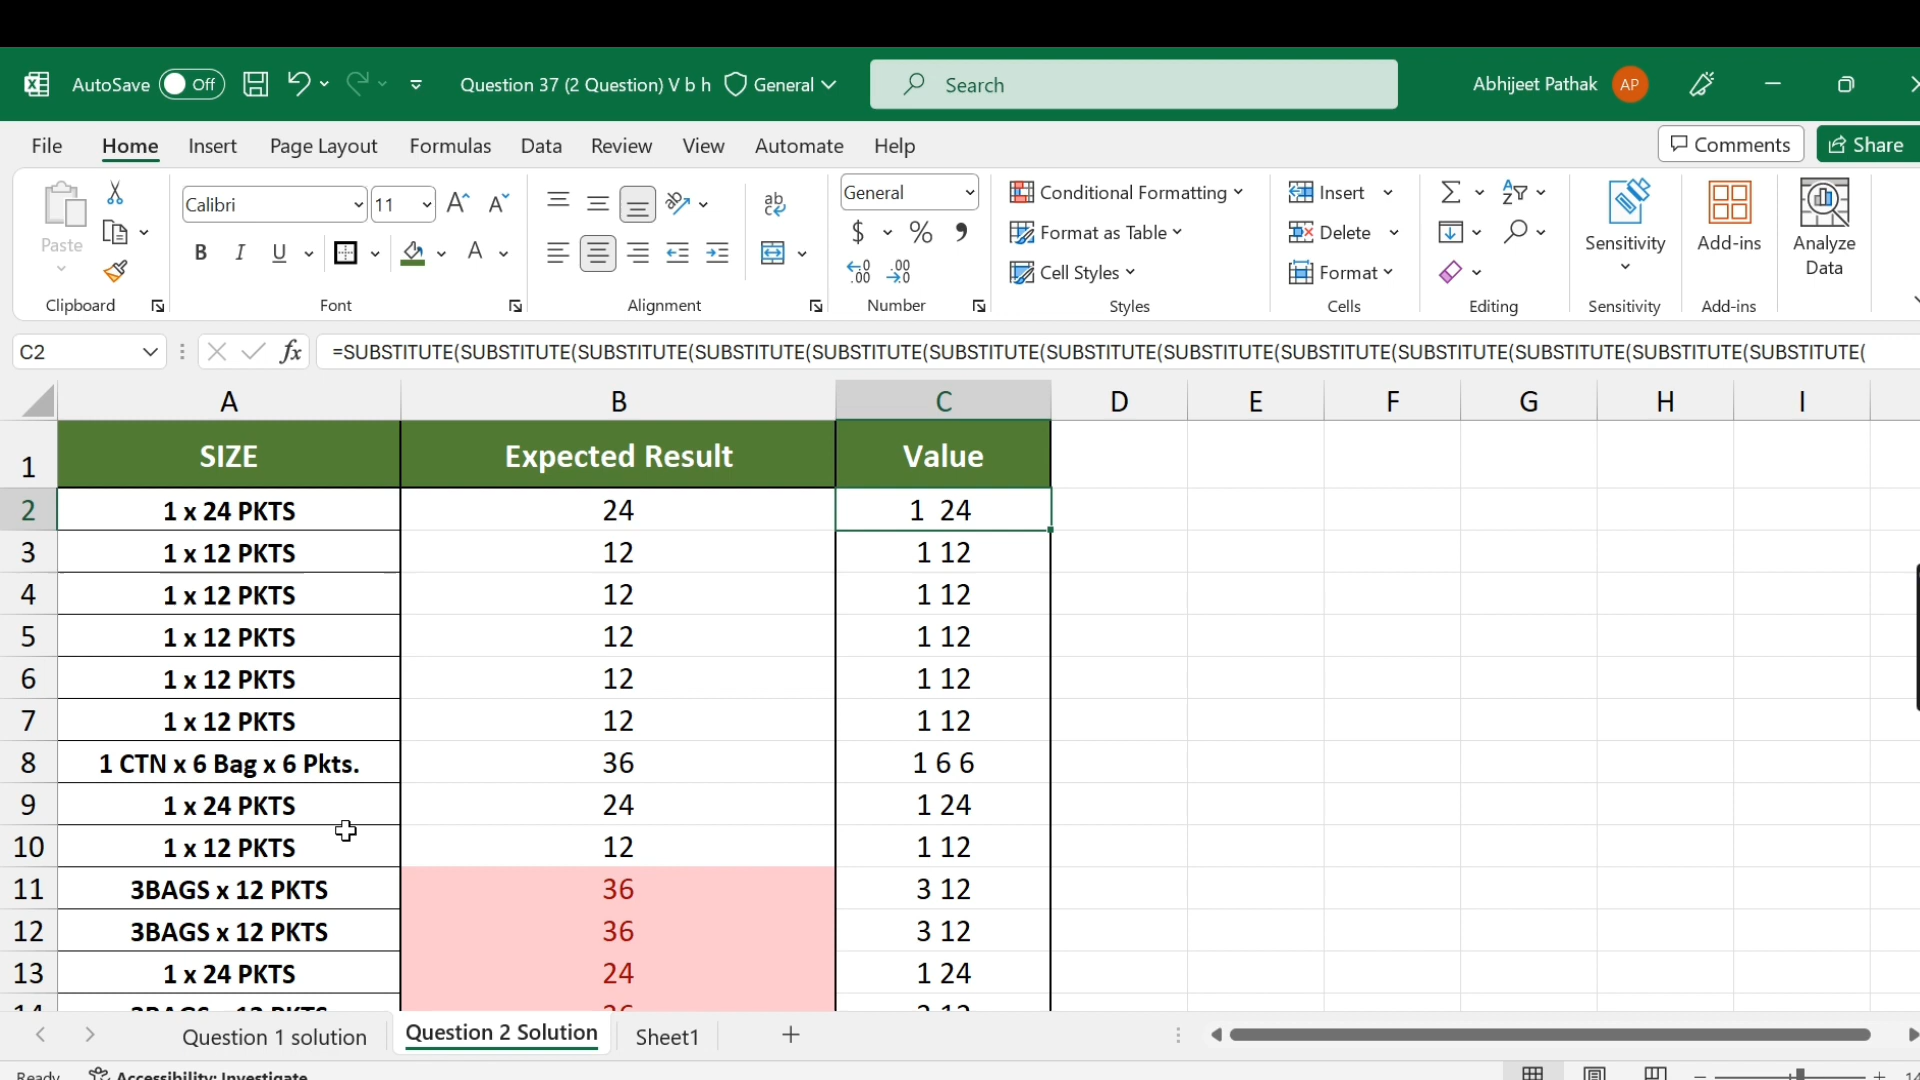 AutoSave Off Question 37 (2 Question) V b h General Search Abhijeet Pathak AP
File Home Insert Page Layout Formulas Data Review View Automate Help Comments Share
Paste Calibri 11 General Conditional Formatting Insert
B I U A $ % Format as Table Delete Sensitivity Add-ins Analyze Data
Cell Styles Format
Clipboard Font Alignment Number Styles Cells Editing Sensitivity Add-ins
C2 fx =SUBSTITUTE(SUBSTITUTE(SUBSTITUTE(SUBSTITUTE(SUBSTITUTE(SUBSTITUTE(SUBSTITUTE(SUBSTITUTE(SUBSTITUTE(SUBSTITUTE(SUBSTITUTE(SUBSTITUTE(SUBSTITUTE(
A B C D E F G H I
1 SIZE Expected Result Value
2 1 x 24 PKTS 24 1  24
3 1 x 12 PKTS 12 1 12
4 1 x 12 PKTS 12 1 12
5 1 x 12 PKTS 12 1 12
6 1 x 12 PKTS 12 1 12
7 1 x 12 PKTS 12 1 12
8 1 CTN x 6 Bag x 6 Pkts. 36 1 6 6
9 1 x 24 PKTS 24 1 24
10 1 x 12 PKTS 12 1 12
11 3BAGS x 12 PKTS 36 3 12
12 3BAGS x 12 PKTS 36 3 12
13 1 x 24 PKTS 24 1 24
Question 1 solution Question 2 Solution Sheet1
Ready Accessibility: Investigate